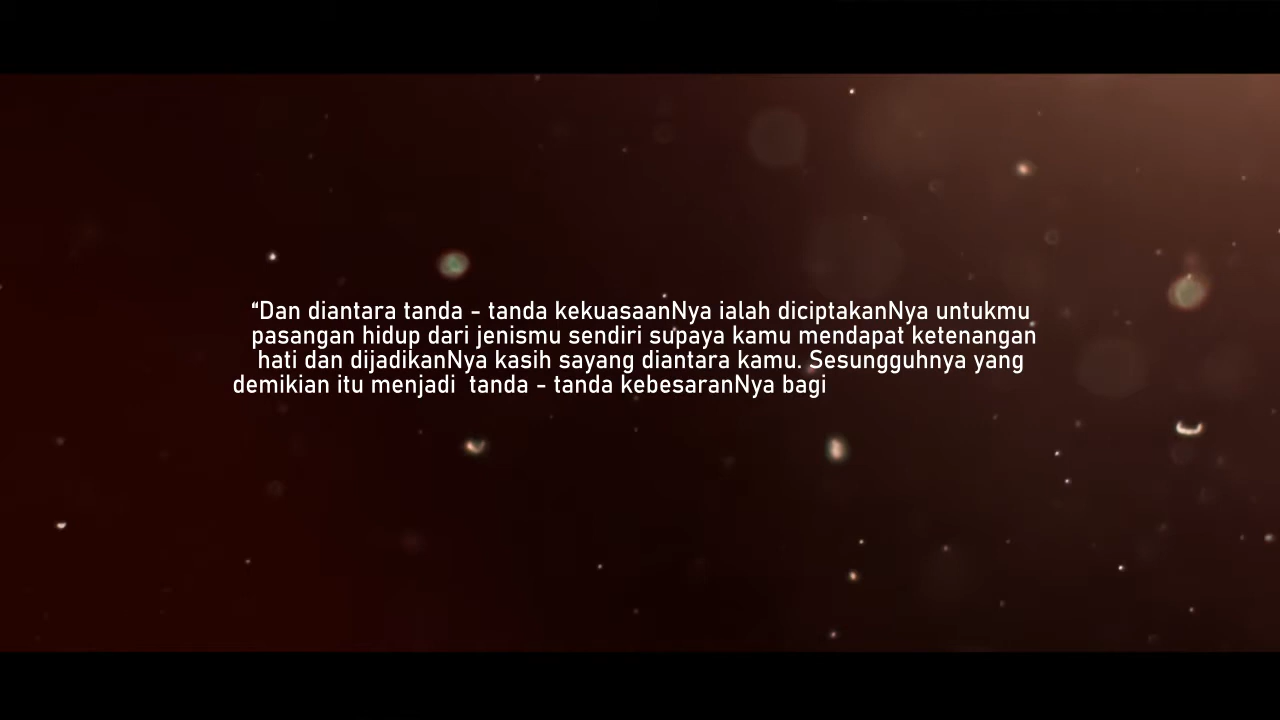 “Dan diantara tanda - tanda kekuasaanNya ialah diciptakanNya untukmu
pasangan hidup dari jenismu sendiri supaya kamu mendapat ketenangan
hati dan dijadikanNya kasih sayang diantara kamu. Sesungguhnya yang
demikian itu menjadi  tanda - tanda kebesaranNya bagi